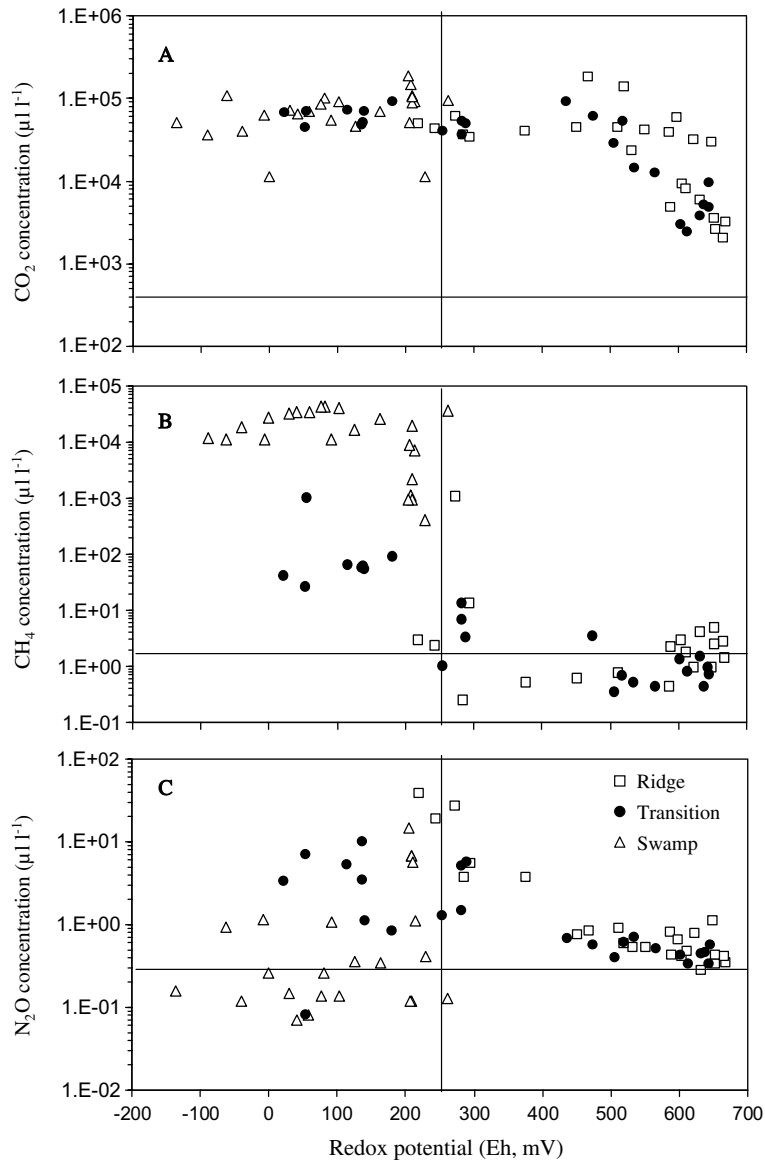 A
1.E+06
1.E+05
1.E+04
1.E+03
1.E+02
CO₂ concentration (µl l⁻¹)
B
1.E+05
1.E+04
1.E+03
1.E+02
1.E+01
1.E+00
1.E-01
CH₄ concentration (µl l⁻¹)
C
1.E+02
1.E+01
1.E+00
1.E-01
1.E-02
N₂O concentration (µl l⁻¹)
Ridge
Transition
Swamp
-200 -100 0 100 200 300 400 500 600 700
Redox potential (Eh, mV)